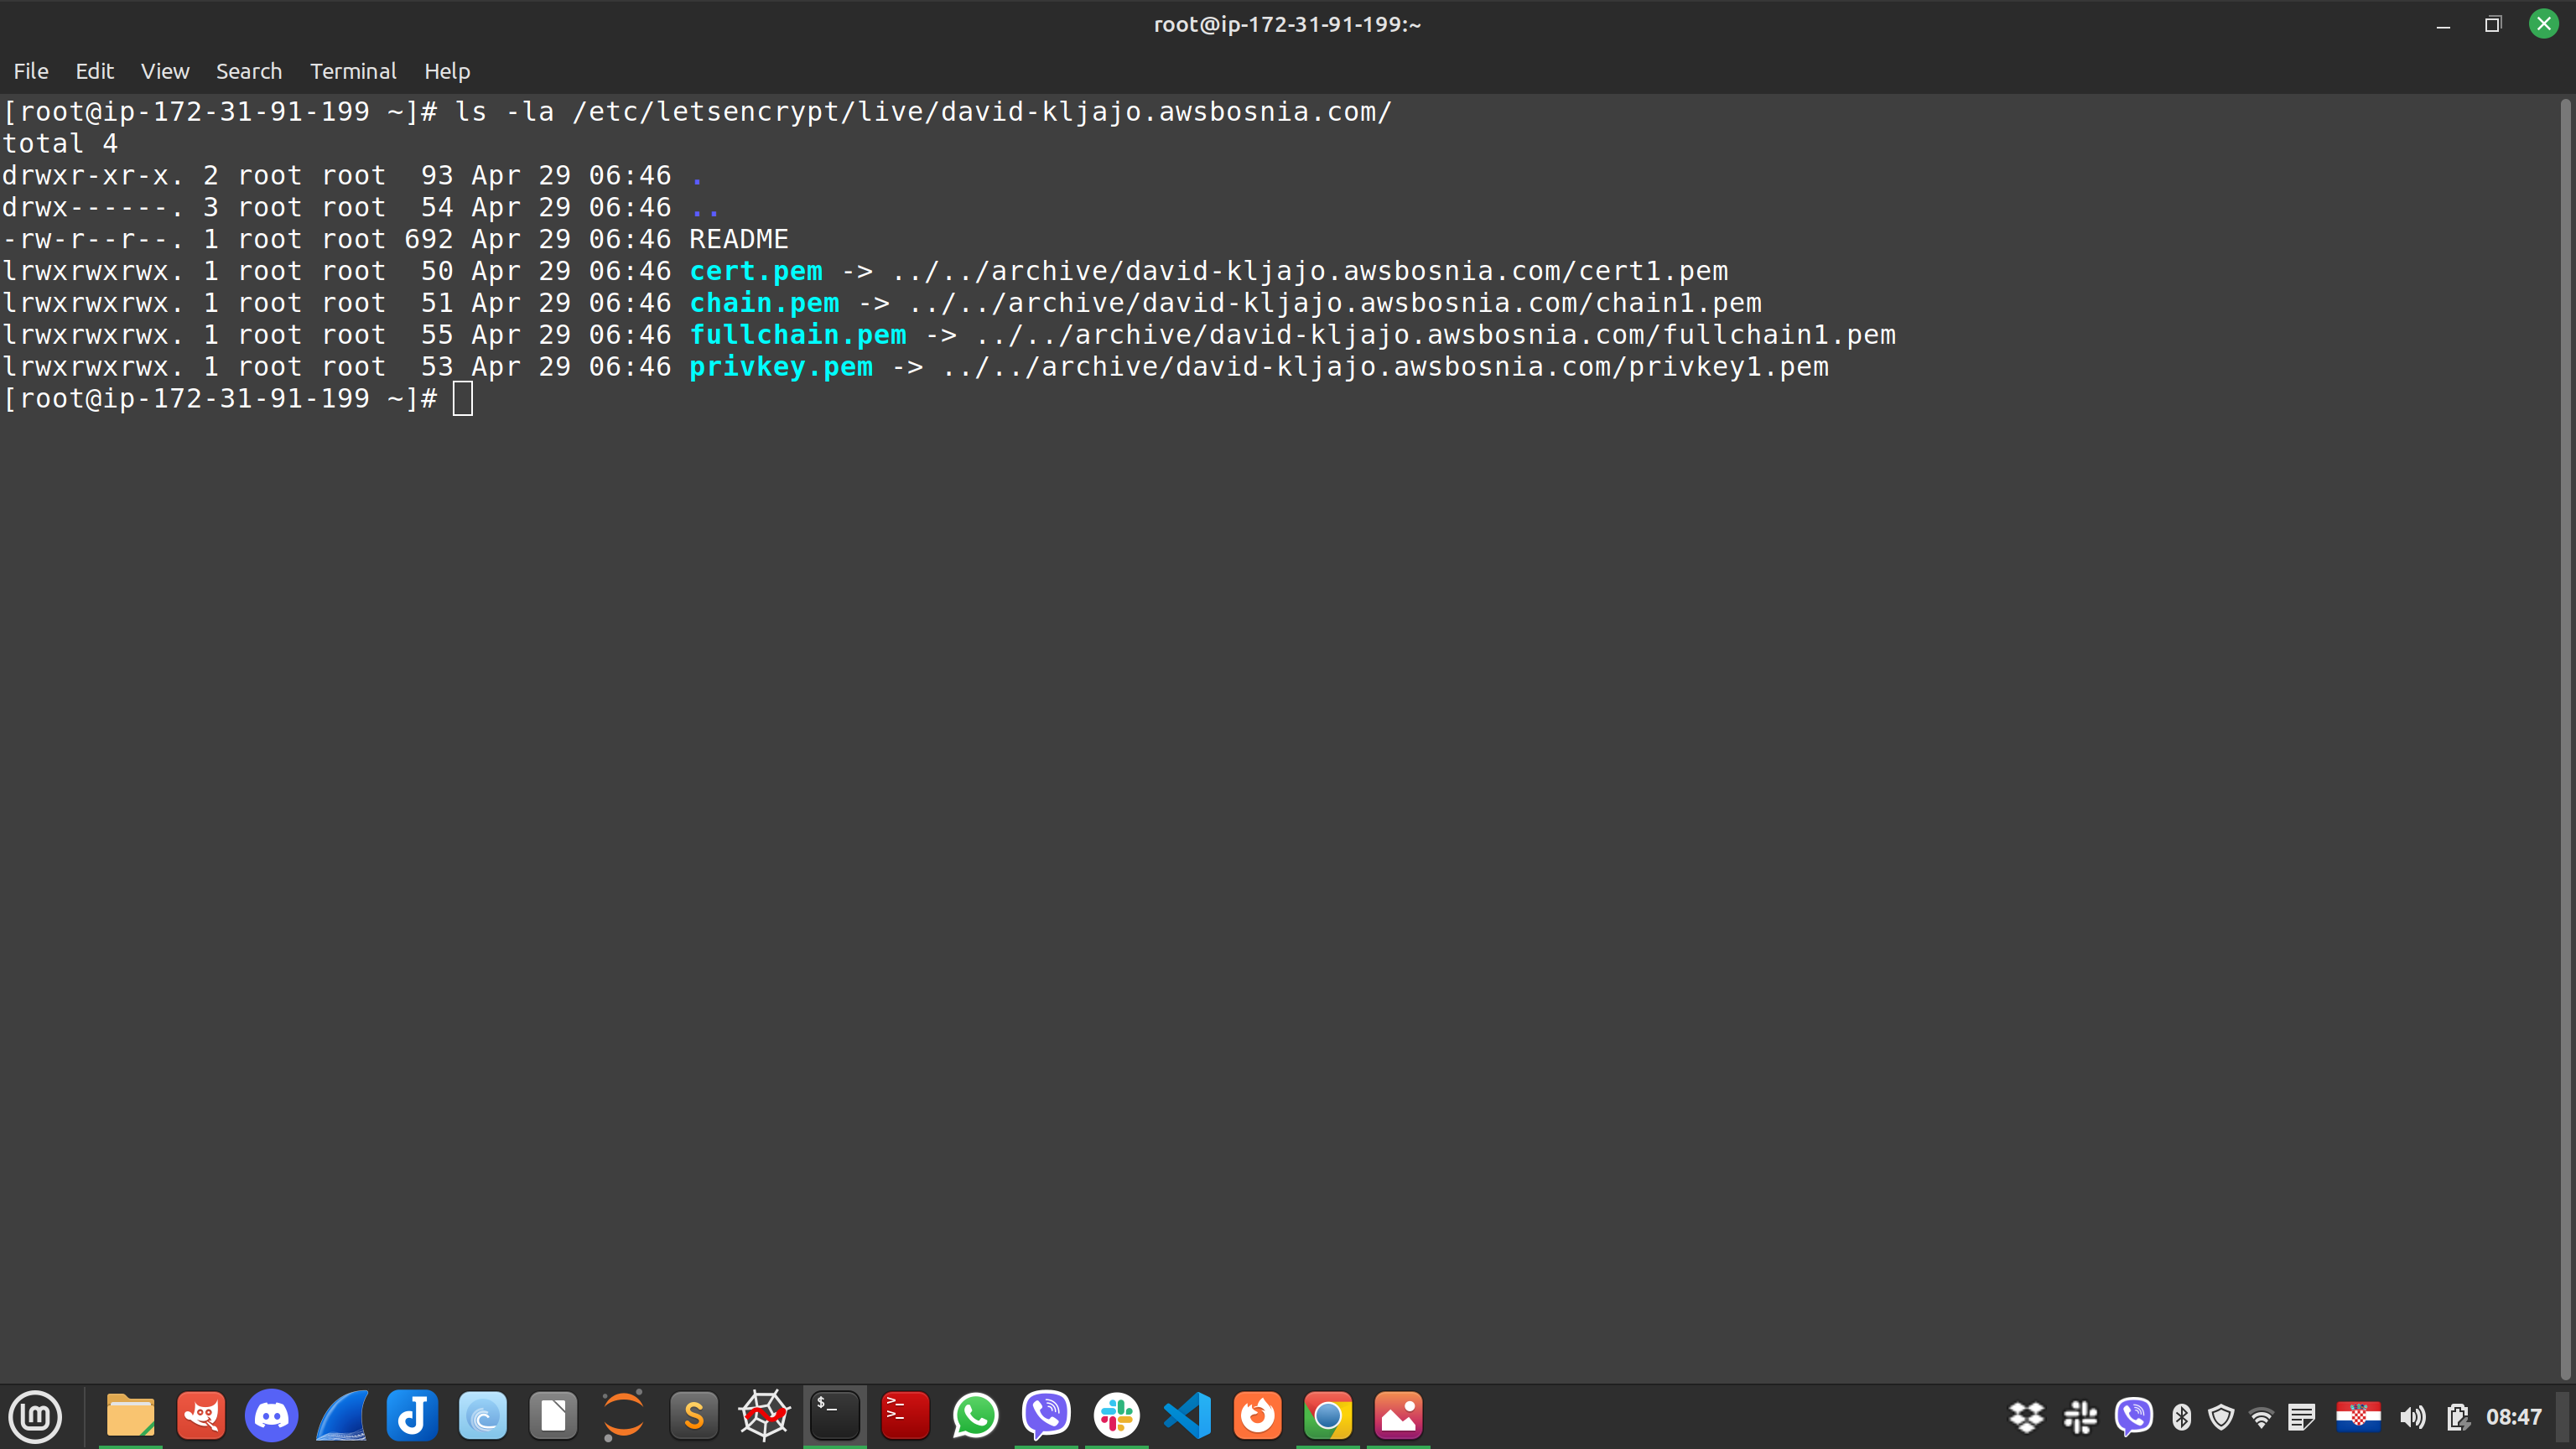 root@ip-172-31-91-199:~
File Edit View Search Terminal Help
[root@ip-172-31-91-199 ~]# ls -la /etc/letsencrypt/live/david-kljajo.awsbosnia.com/
total 4
drwxr-xr-x. 2 root root  93 Apr 29 06:46 .
drwx------. 3 root root  54 Apr 29 06:46 ..
-rw-r--r--. 1 root root 692 Apr 29 06:46 README
lrwxrwxrwx. 1 root root  50 Apr 29 06:46 cert.pem -> ../../archive/david-kljajo.awsbosnia.com/cert1.pem
lrwxrwxrwx. 1 root root  51 Apr 29 06:46 chain.pem -> ../../archive/david-kljajo.awsbosnia.com/chain1.pem
lrwxrwxrwx. 1 root root  55 Apr 29 06:46 fullchain.pem -> ../../archive/david-kljajo.awsbosnia.com/fullchain1.pem
lrwxrwxrwx. 1 root root  53 Apr 29 06:46 privkey.pem -> ../../archive/david-kljajo.awsbosnia.com/privkey1.pem
[root@ip-172-31-91-199 ~]#
08:47